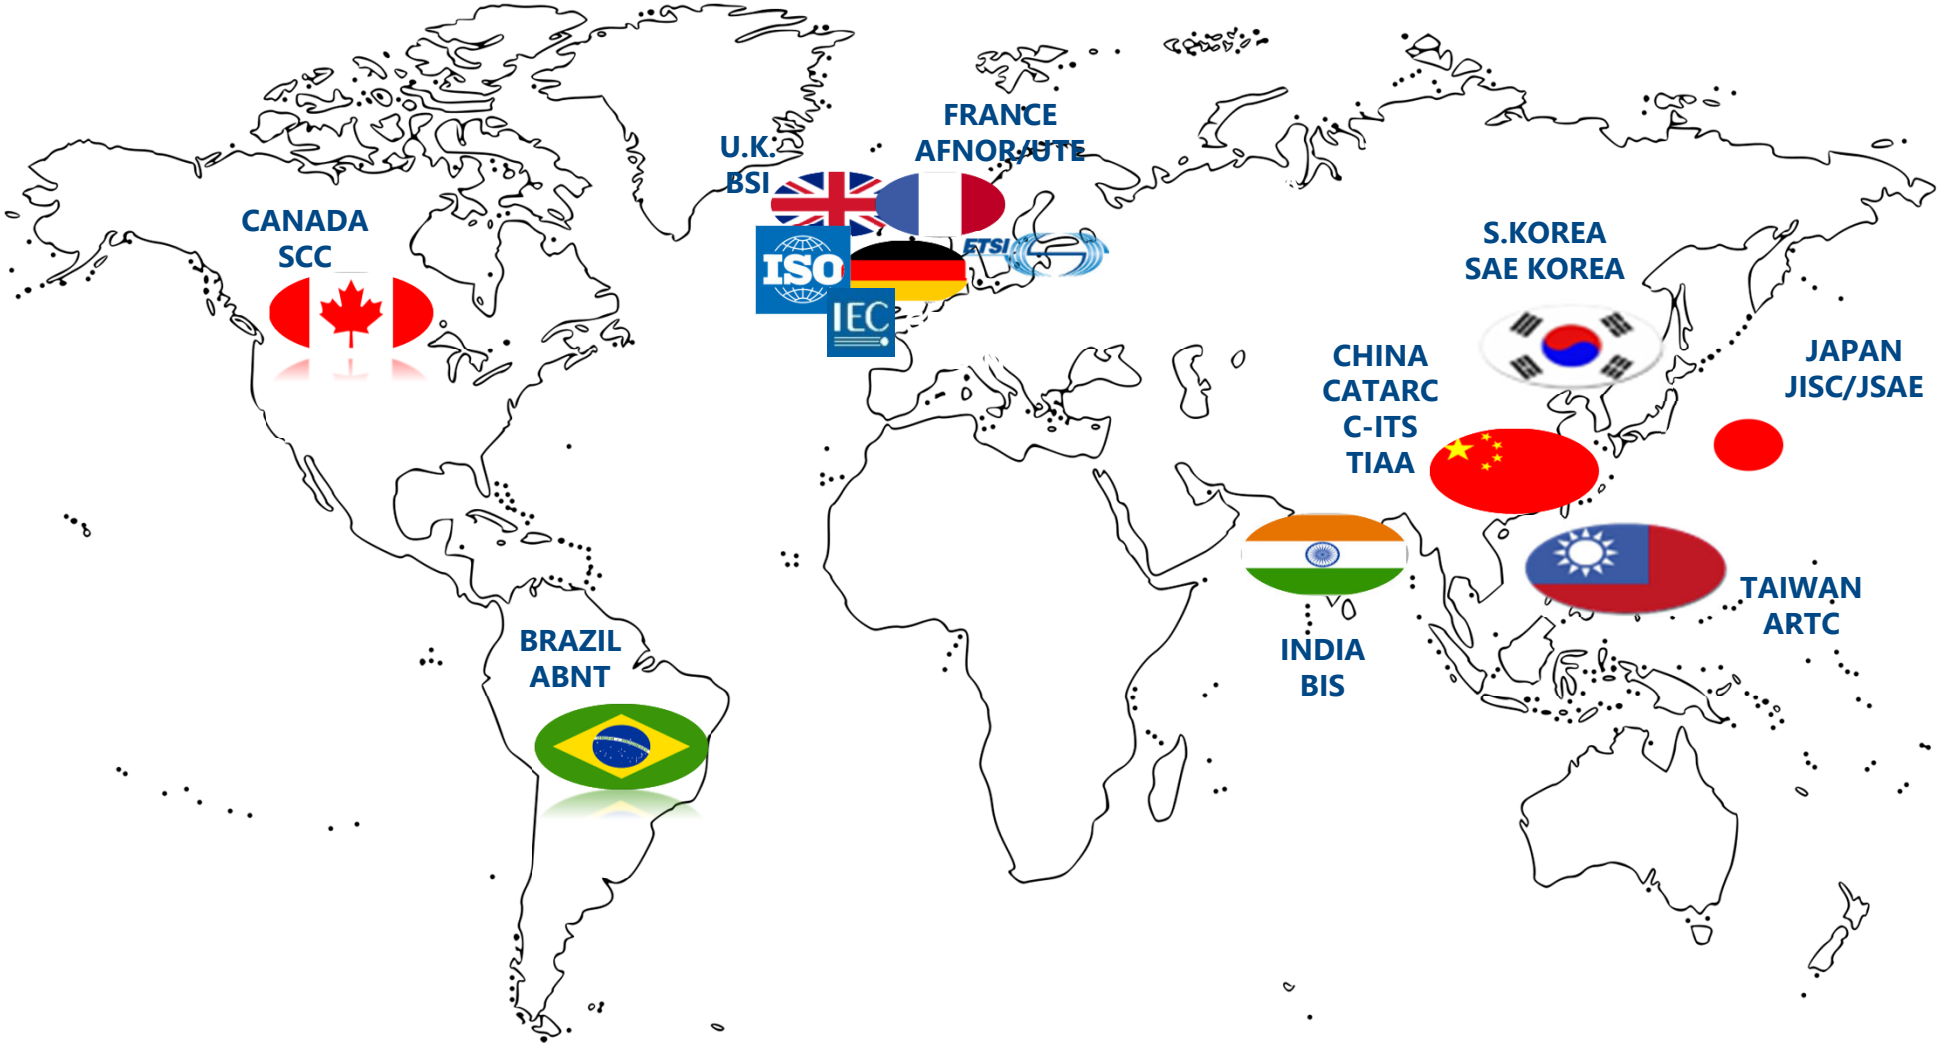 FRANCE
AFNOR/UTE
U.K.
BSI
CANADA
SCC
ISO
ETSI
IEC
S.KOREA
SAE KOREA
CHINA
CATARC
C-ITS
TIAA
JAPAN
JISC/JSAE
TAIWAN
ARTC
INDIA
BIS
BRAZIL
ABNT